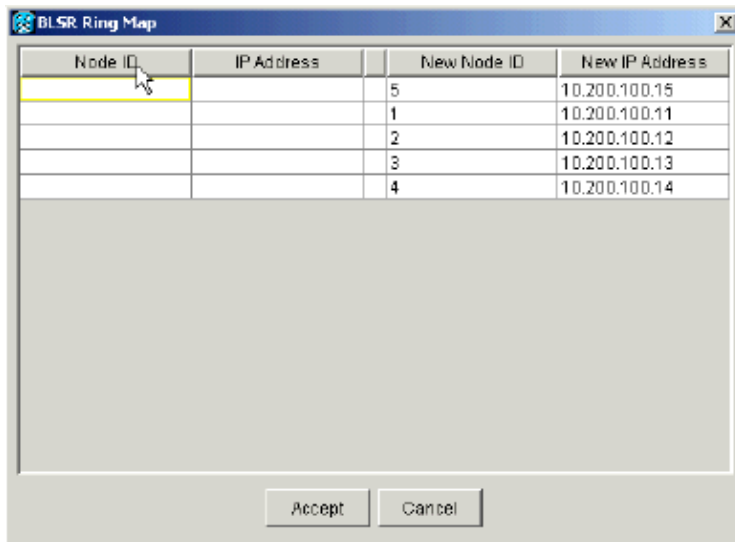 BLSR Ring Map
Node ID IP Address New Node ID New IP Address
5 10.200.100.15
1 10.200.100.11
2 10.200.100.12
3 10.200.100.13
4 10.200.100.14
Accept Cancel